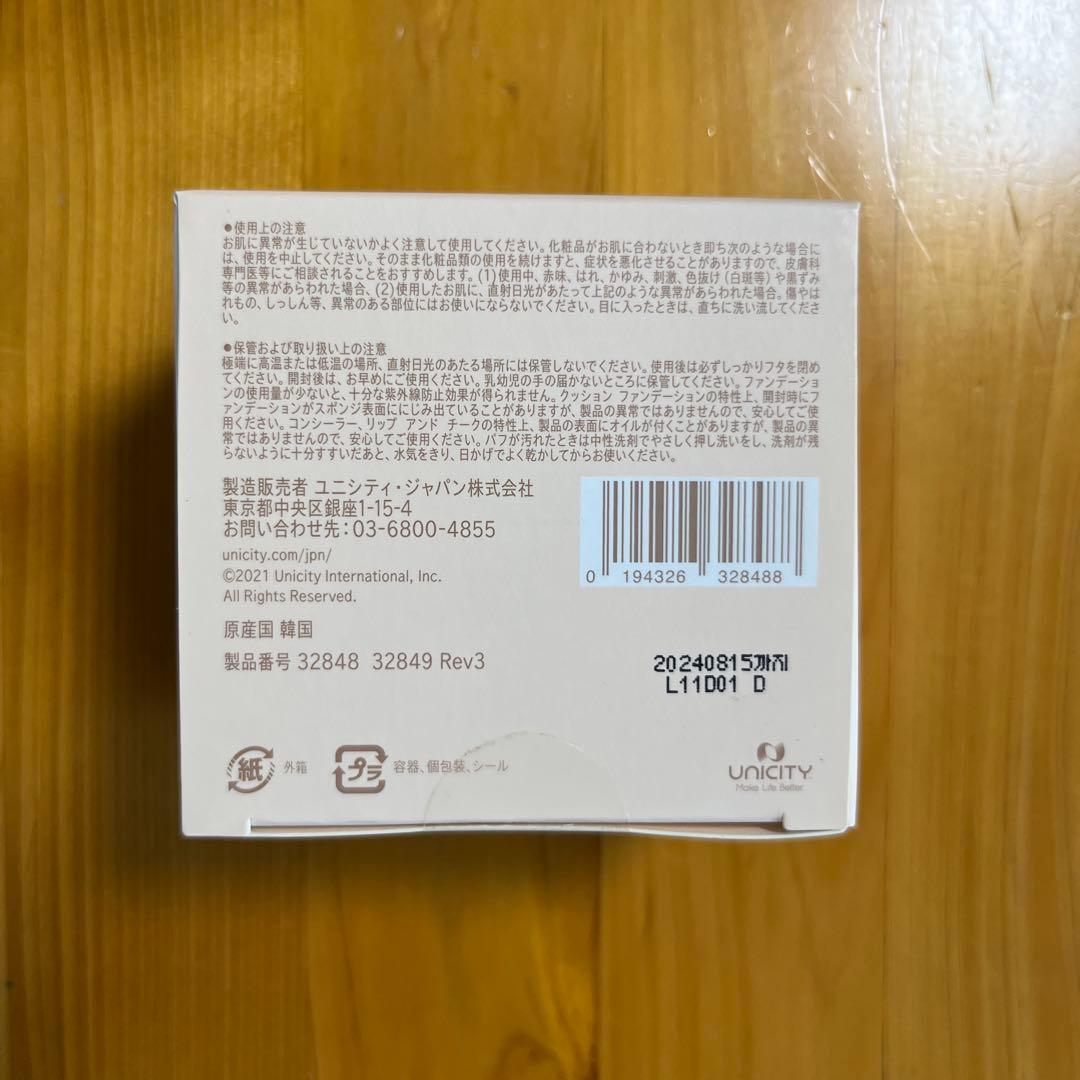 ●使用上の注意
お肌に異常が生じていないかよく注意して使用してください。化粧品がお肌に合わないとき即ち次のような場合に
は、使用を中止してください。そのまま化粧品類の使用を続けますと、症状を悪化させることがありますので、皮膚科
専門医等にご相談されることをおすすめします。(1)使用中、赤味、はれ、かゆみ、刺激、色抜け(白斑等)や黒ずみ
等の異常があらわれた場合、(2)使用したお肌に、直射日光があたって上記のような異常があらわれた場合。傷やは
れもの、しっしん等、異常のある部位にはお使いにならないでください。目に入ったときは、直ちに洗い流してくださ
い。
●保管および取り扱い上の注意
極端に高温または低温の場所、直射日光のあたる場所には保管しないでください。使用後は必ずしっかりフタを閉め
てください。開封後は、お早めにご使用ください。乳幼児の手の届かないところに保管してください。ファンデーション
の使用量が少ないと、十分な紫外線防止効果が得られません。クッション ファンデーションの特性上、開封時にフ
ァンデーションがスポンジ表面ににじみ出ていることがありますが、製品の異常ではありませんので、安心してご使
用ください。コンシーラー、リップ アンド チークの特性上、製品の表面にオイルが付くことがありますが、製品の異
常ではありませんので、安心してご使用ください。パフが汚れたときは中性洗剤でやさしく押し洗いをし、洗剤が残
らないように十分すすいだあと、水気をきり、日かげでよく乾かしてからお使いください。
製造販売者 ユニシティ・ジャパン株式会社
東京都中央区銀座1-15-4
お問い合わせ先:03-6800-4855
unicity.com/jpn/
©2021 Unicity International, Inc.
All Rights Reserved.
0 194326 328488
原産国 韓国
製品番号 32848 32849 Rev3
20240815까지
L11D01 D
紙 外箱
プラ 容器、個包装、シール
UNICITY
Make Life Better